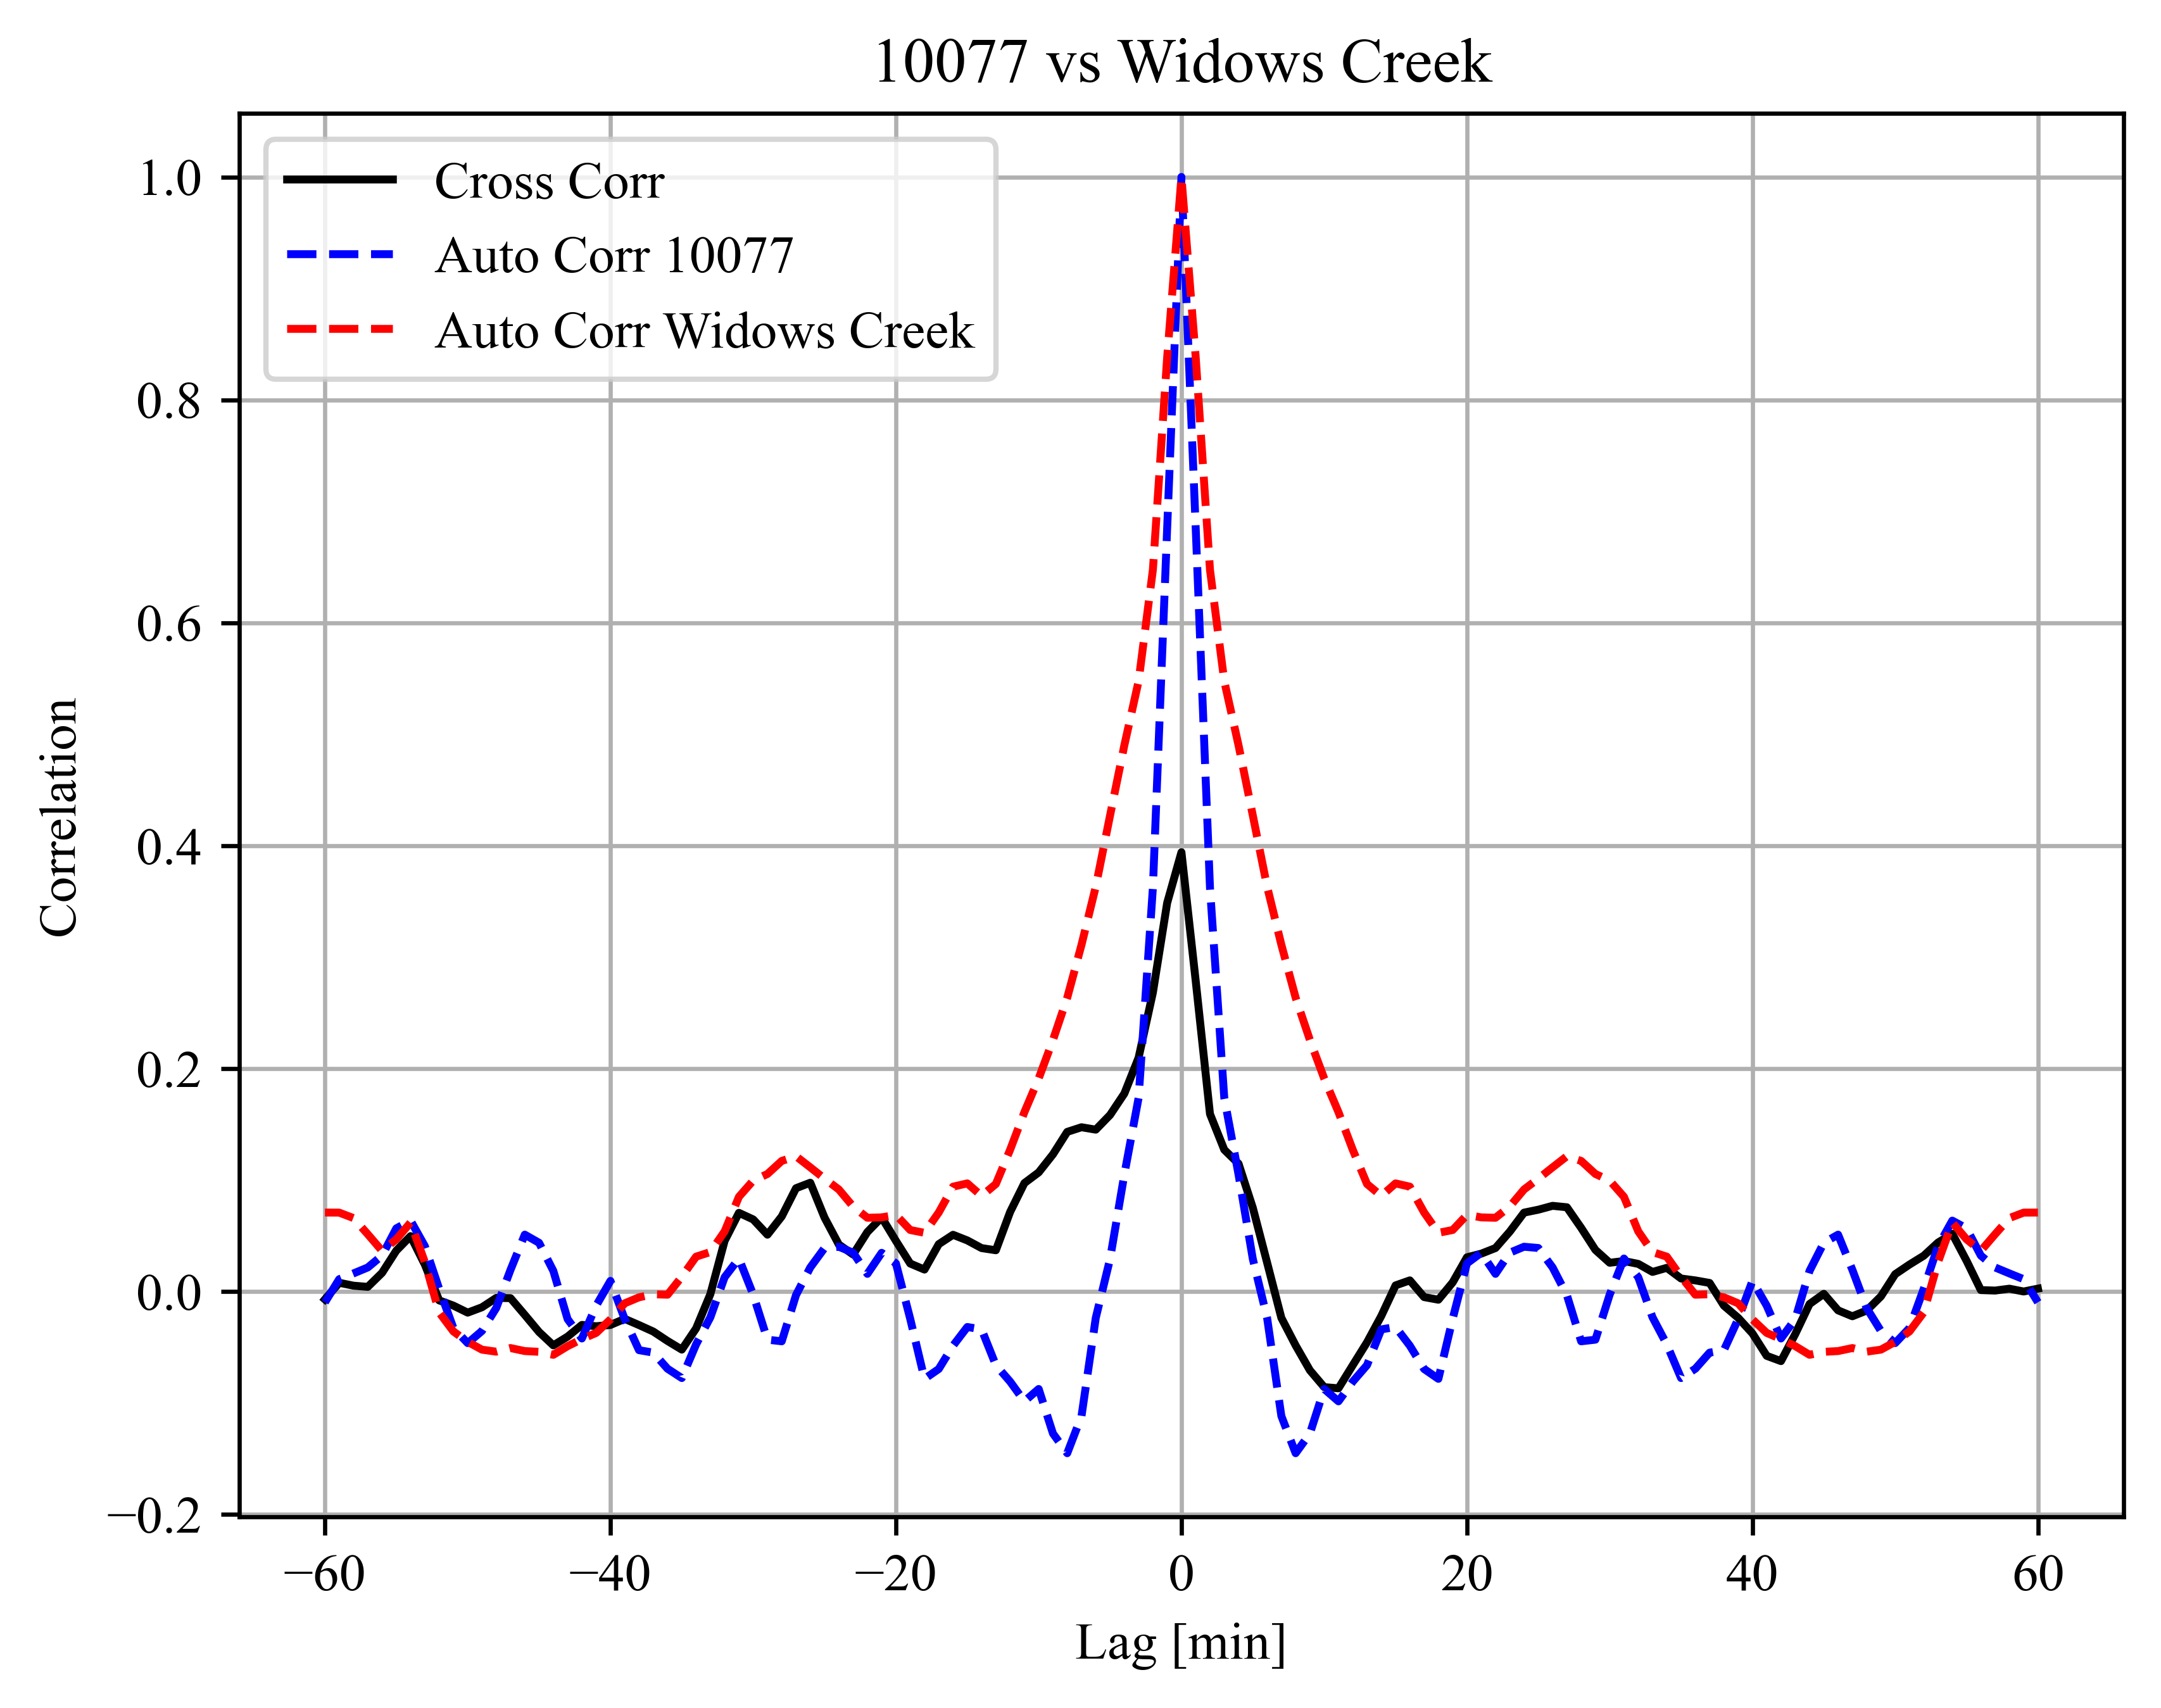 10077 vs Widows Creek
Cross Corr
Auto Corr 10077
Auto Corr Widows Creek
1.0
0.8
0.6
0.4
0.2
0.0
−0.2
Correlation
−60 −40 −20 0 20 40 60
Lag [min]